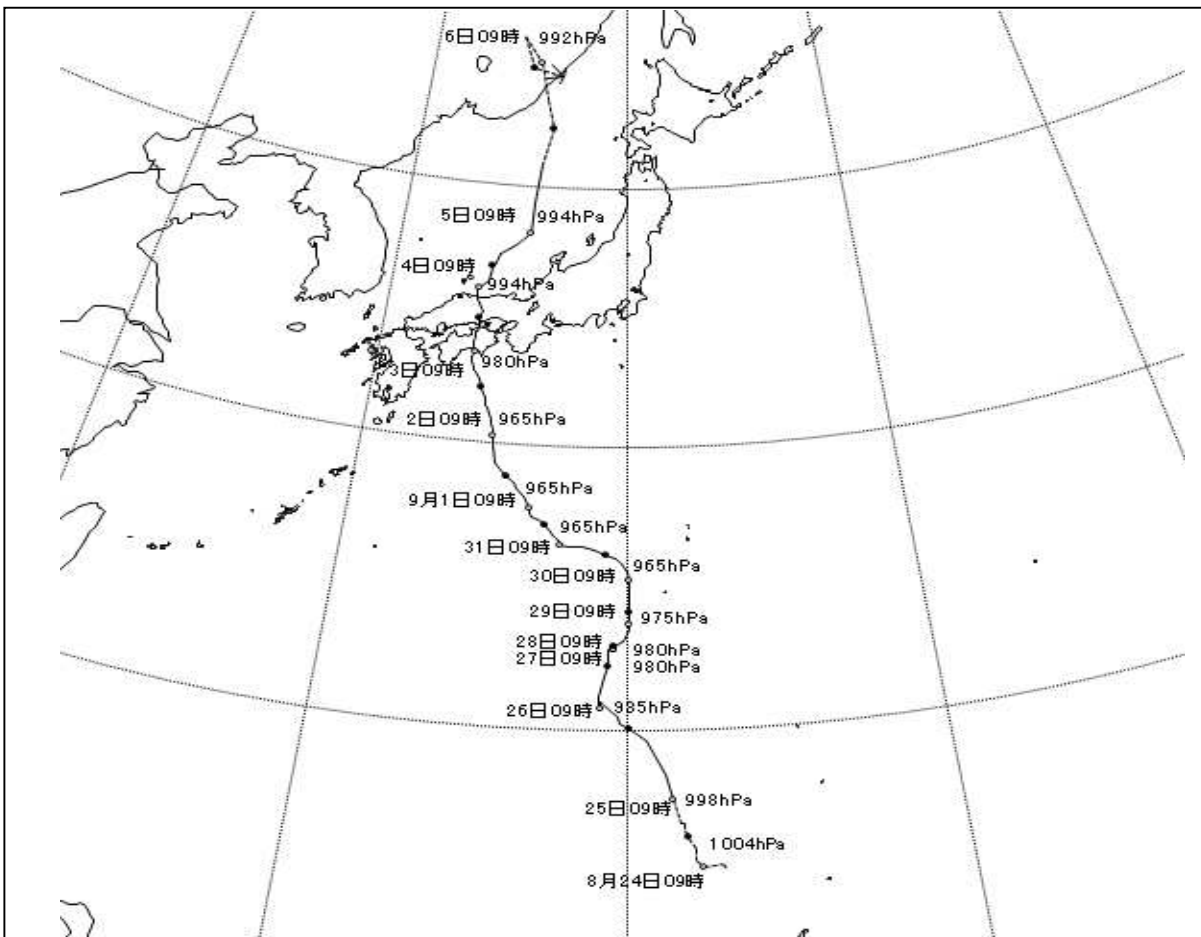 6日09時 992hPa
5日09時 994hPa
4日09時 994hPa
3日09時 980hPa
2日09時 965hPa
9月1日09時 965hPa
31日09時 965hPa
30日09時 965hPa
29日09時 975hPa
28日09時 980hPa
27日09時 980hPa
26日09時 985hPa
25日09時 998hPa
8月24日09時 1004hPa